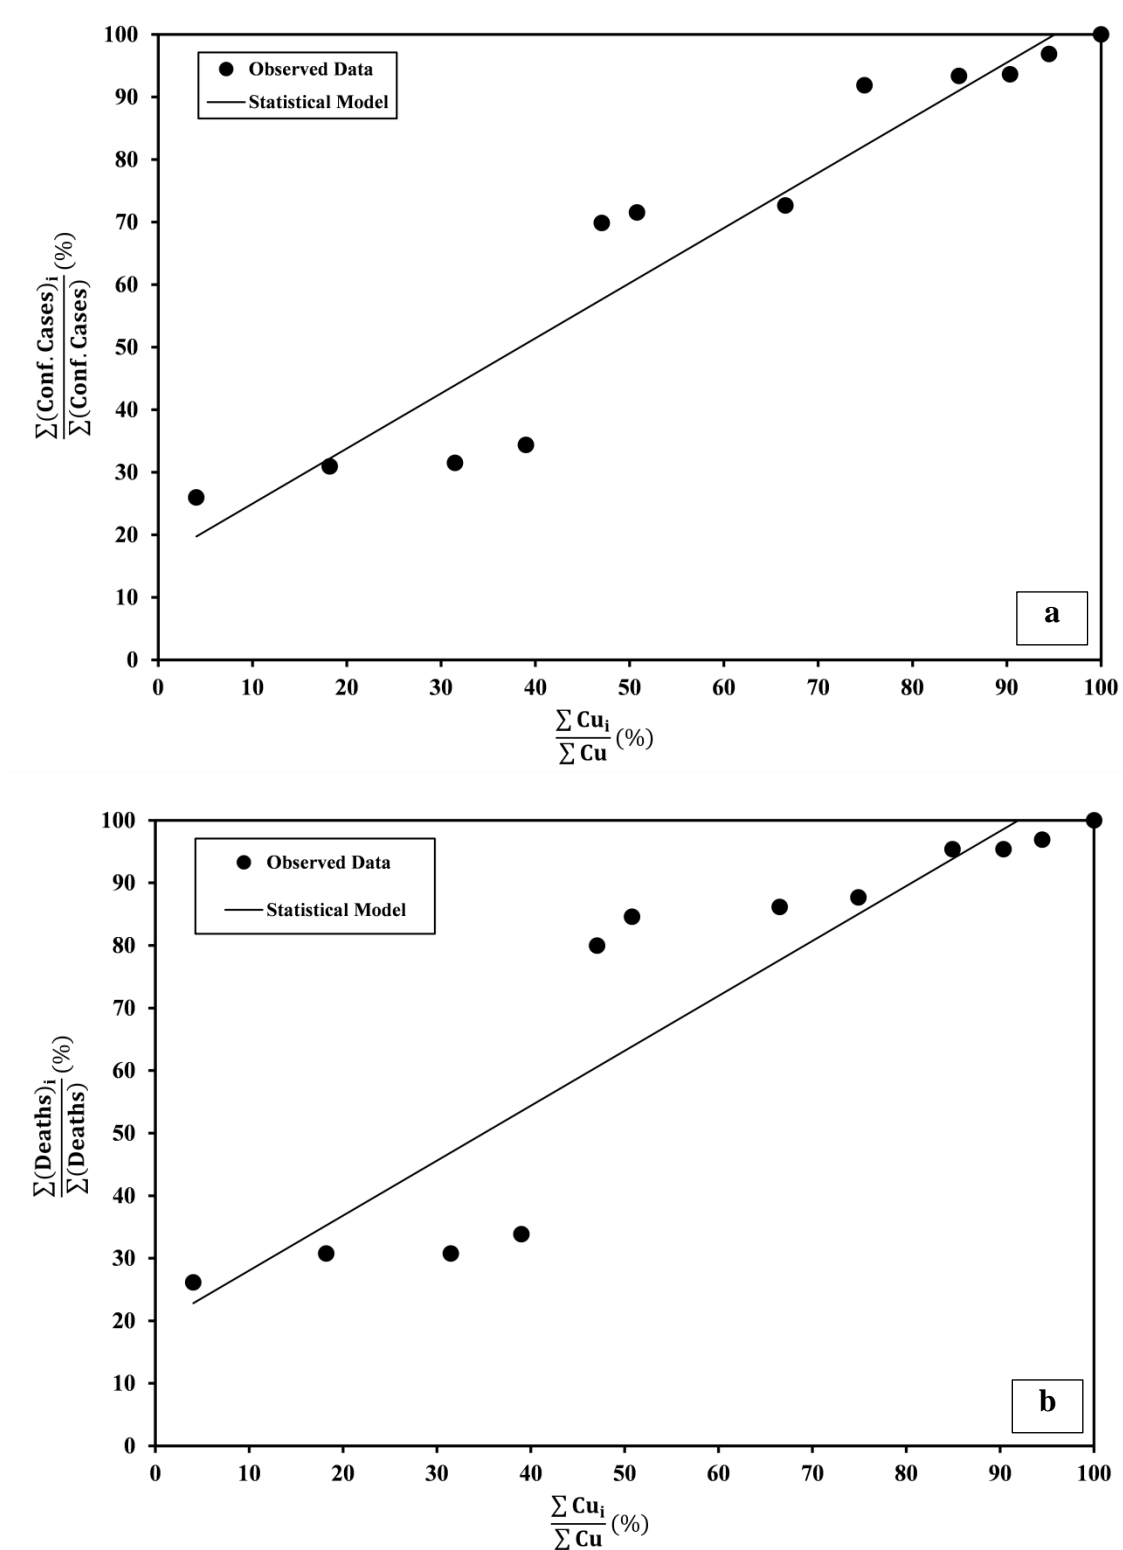 100
90
80
70
60
50
40
30
20
10
0
Observed Data
Statistical Model
∑(Conf. Cases)i
∑(Conf. Cases)
(%)
a
0 10 20 30 40 50 60 70 80 90 100
∑ Cui
∑ Cu
(%)
100
90
80
70
60
50
40
30
20
10
0
Observed Data
Statistical Model
∑(Deaths)i
∑(Deaths)
(%)
b
0 10 20 30 40 50 60 70 80 90 100
∑ Cui
∑ Cu
(%)